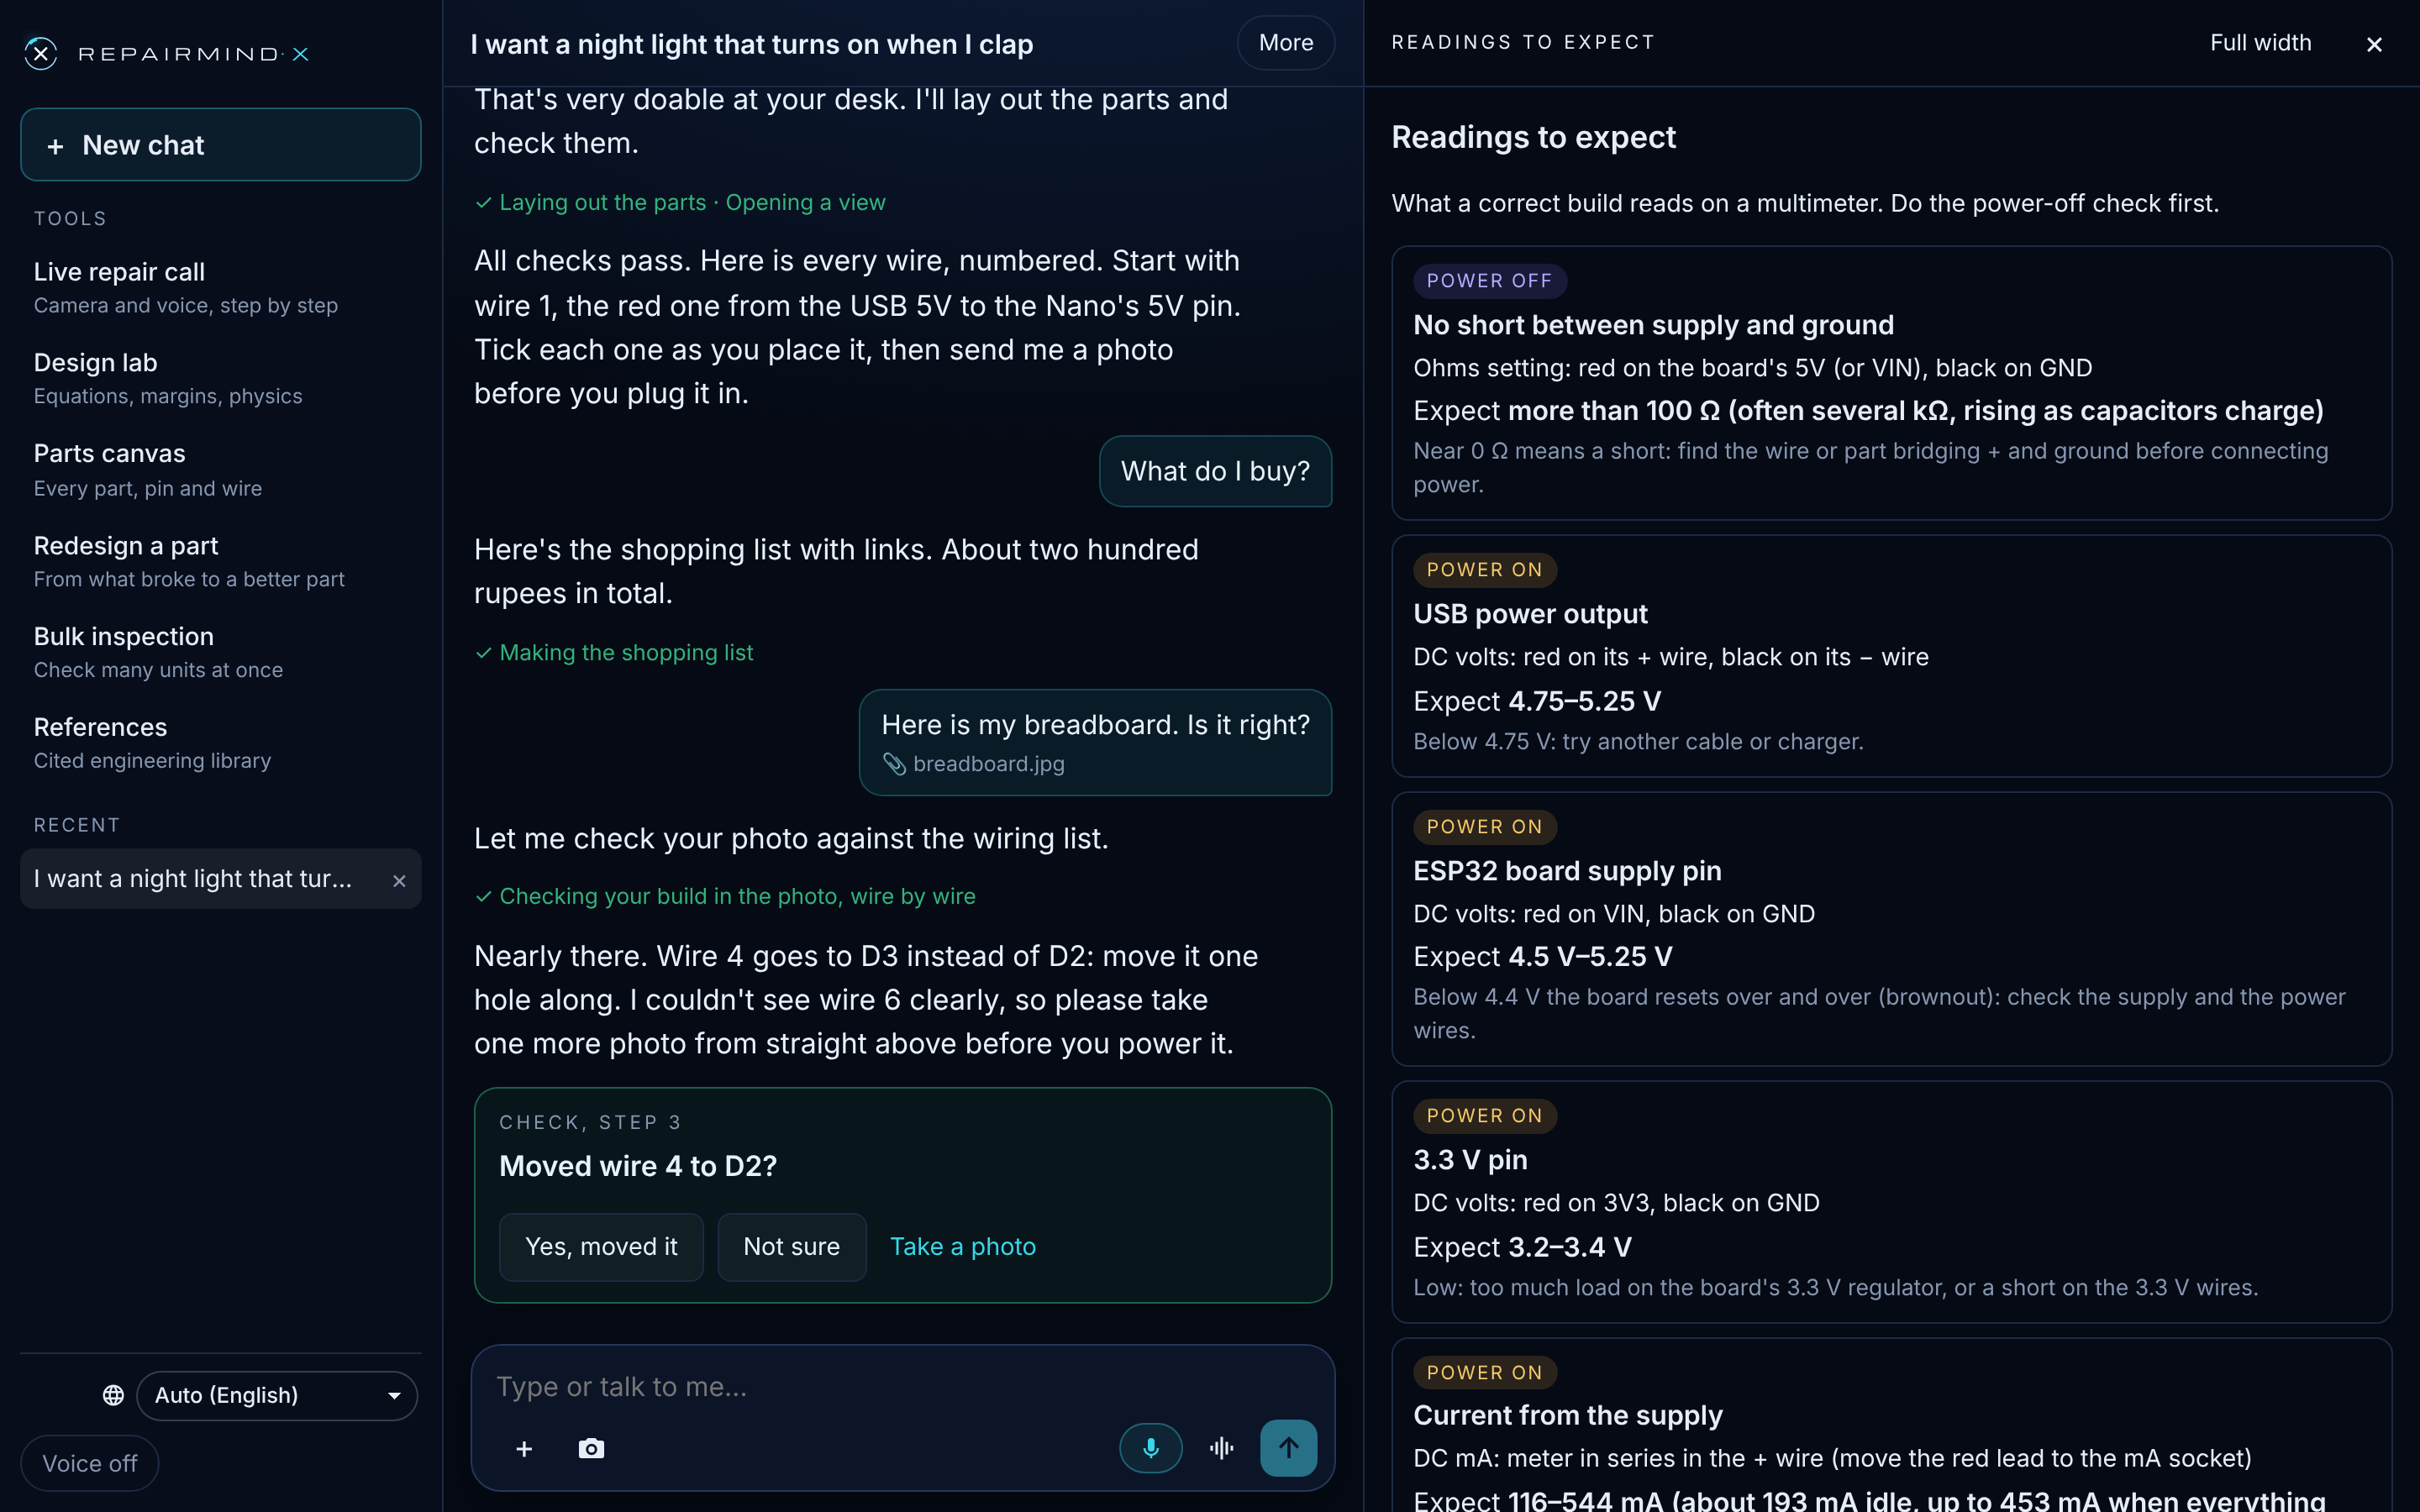 REPAIRMIND·X
+ New chat
TOOLS
Live repair call
Camera and voice, step by step
Design lab
Equations, margins, physics
Parts canvas
Every part, pin and wire
Redesign a part
From what broke to a better part
Bulk inspection
Check many units at once
References
Cited engineering library
RECENT
I want a night light that tur...
Auto (English)
Voice off
I want a night light that turns on when I clap
More
That's very doable at your desk. I'll lay out the parts and
check them.
✓ Laying out the parts · Opening a view
All checks pass. Here is every wire, numbered. Start with
wire 1, the red one from the USB 5V to the Nano's 5V pin.
Tick each one as you place it, then send me a photo
before you plug it in.
What do I buy?
Here's the shopping list with links. About two hundred
rupees in total.
✓ Making the shopping list
Here is my breadboard. Is it right?
breadboard.jpg
Let me check your photo against the wiring list.
✓ Checking your build in the photo, wire by wire
Nearly there. Wire 4 goes to D3 instead of D2: move it one
hole along. I couldn't see wire 6 clearly, so please take
one more photo from straight above before you power it.
CHECK, STEP 3
Moved wire 4 to D2?
Yes, moved it
Not sure
Take a photo
Type or talk to me...
READINGS TO EXPECT
Full width
Readings to expect
What a correct build reads on a multimeter. Do the power-off check first.
POWER OFF
No short between supply and ground
Ohms setting: red on the board's 5V (or VIN), black on GND
Expect more than 100 Ω (often several kΩ, rising as capacitors charge)
Near 0 Ω means a short: find the wire or part bridging + and ground before connecting
power.
POWER ON
USB power output
DC volts: red on its + wire, black on its − wire
Expect 4.75–5.25 V
Below 4.75 V: try another cable or charger.
POWER ON
ESP32 board supply pin
DC volts: red on VIN, black on GND
Expect 4.5 V–5.25 V
Below 4.4 V the board resets over and over (brownout): check the supply and the power
wires.
POWER ON
3.3 V pin
DC volts: red on 3V3, black on GND
Expect 3.2–3.4 V
Low: too much load on the board's 3.3 V regulator, or a short on the 3.3 V wires.
POWER ON
Current from the supply
DC mA: meter in series in the + wire (move the red lead to the mA socket)
Expect 116–544 mA (about 193 mA idle, up to 453 mA when everything